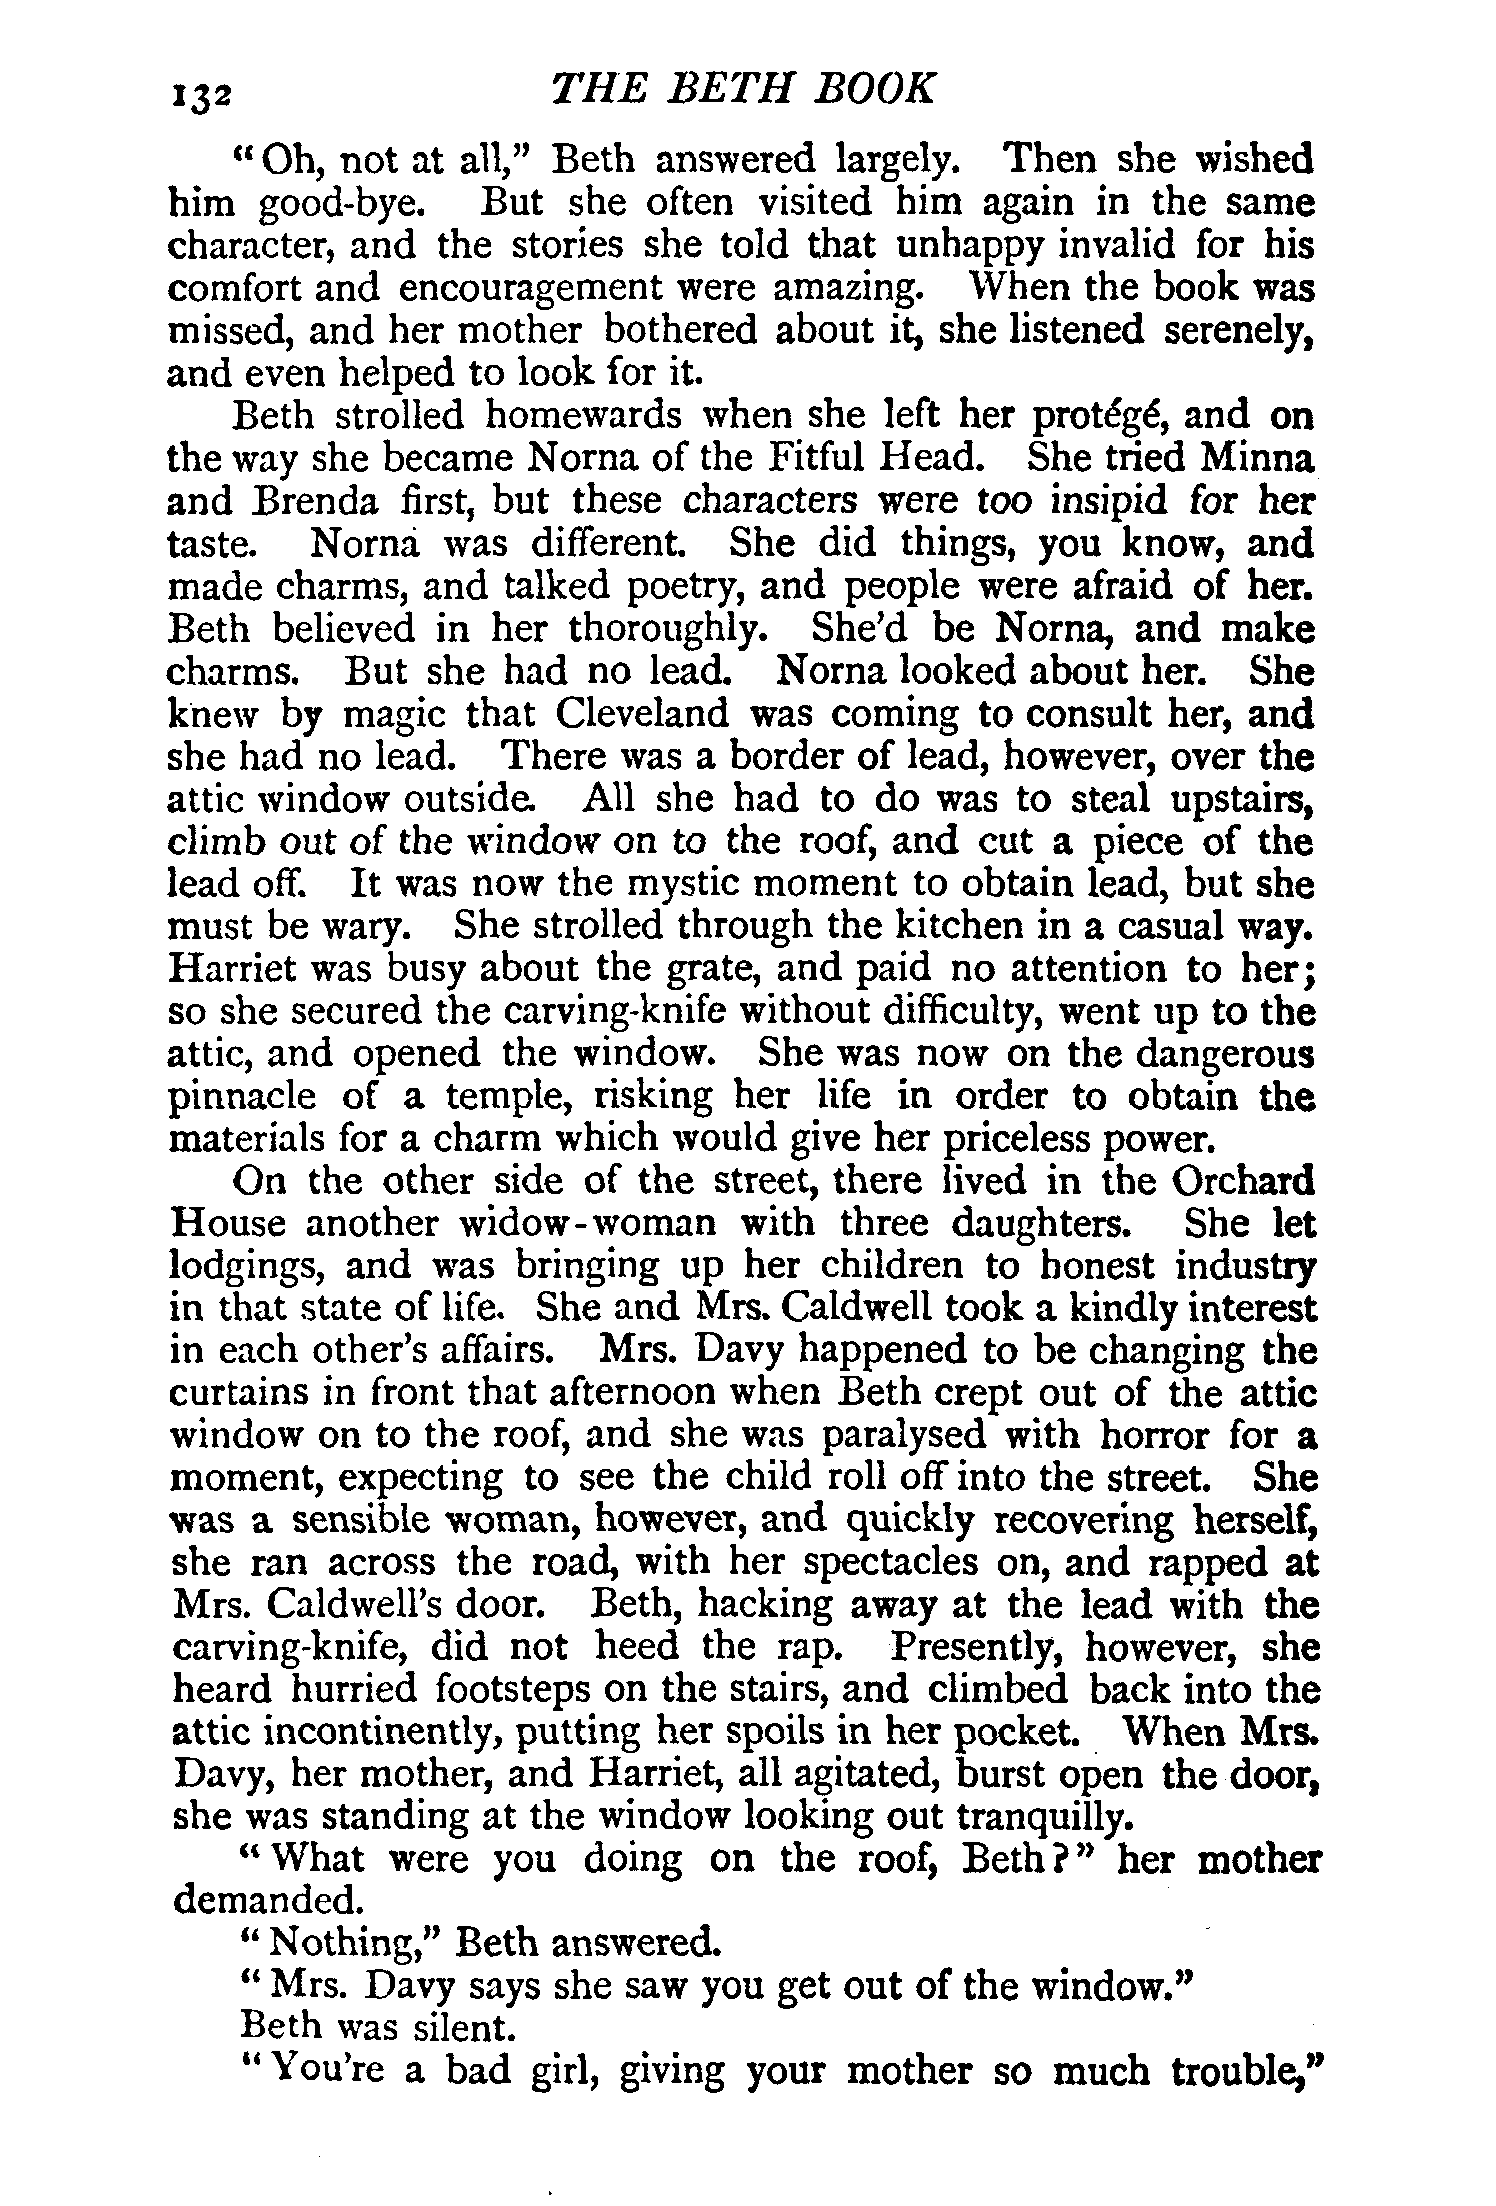 132 THE BETH BOOK
“Oh, not at all,” Beth answered largely. Then she wished
him good-bye. But she often visited him again in the same
character, and the stories she told that unhappy invalid for his
comfort and encouragement were amazing. When the book was
missed, and her mother bothered about it, she listened serenely,
and even helped to look for it.
Beth strolled homewards when she left her protégé, and on
the way she became Norna of the Fitful Head. She tried Minna
and Brenda first, but these characters were too insipid for her
taste. Norna was different. She did things, you know, and
made charms, and talked poetry, and people were afraid of her.
Beth believed in her thoroughly. She’d be Norna, and make
charms. But she had no lead. Norna looked about her. She
knew by magic that Cleveland was coming to consult her, and
she had no lead. There was a border of lead, however, over the
attic window outside. All she had to do was to steal upstairs,
climb out of the window on to the roof, and cut a piece of the
lead off. It was now the mystic moment to obtain lead, but she
must be wary. She strolled through the kitchen in a casual way.
Harriet was busy about the grate, and paid no attention to her;
so she secured the carving-knife without difficulty, went up to the
attic, and opened the window. She was now on the dangerous
pinnacle of a temple, risking her life in order to obtain the
materials for a charm which would give her priceless power.
On the other side of the street, there lived in the Orchard
House another widow-woman with three daughters. She let
lodgings, and was bringing up her children to honest industry
in that state of life. She and Mrs. Caldwell took a kindly interest
in each other’s affairs. Mrs. Davy happened to be changing the
curtains in front that afternoon when Beth crept out of the attic
window on to the roof, and she was paralysed with horror for a
moment, expecting to see the child roll off into the street. She
was a sensible woman, however, and quickly recovering herself,
she ran across the road, with her spectacles on, and rapped at
Mrs. Caldwell’s door. Beth, hacking away at the lead with the
carving-knife, did not heed the rap. Presently, however, she
heard hurried footsteps on the stairs, and climbed back into the
attic incontinently, putting her spoils in her pocket. When Mrs.
Davy, her mother, and Harriet, all agitated, burst open the door,
she was standing at the window looking out tranquilly.
“What were you doing on the roof, Beth?” her mother
demanded.
“Nothing,” Beth answered.
“Mrs. Davy says she saw you get out of the window.”
Beth was silent.
“You’re a bad girl, giving your mother so much trouble,”